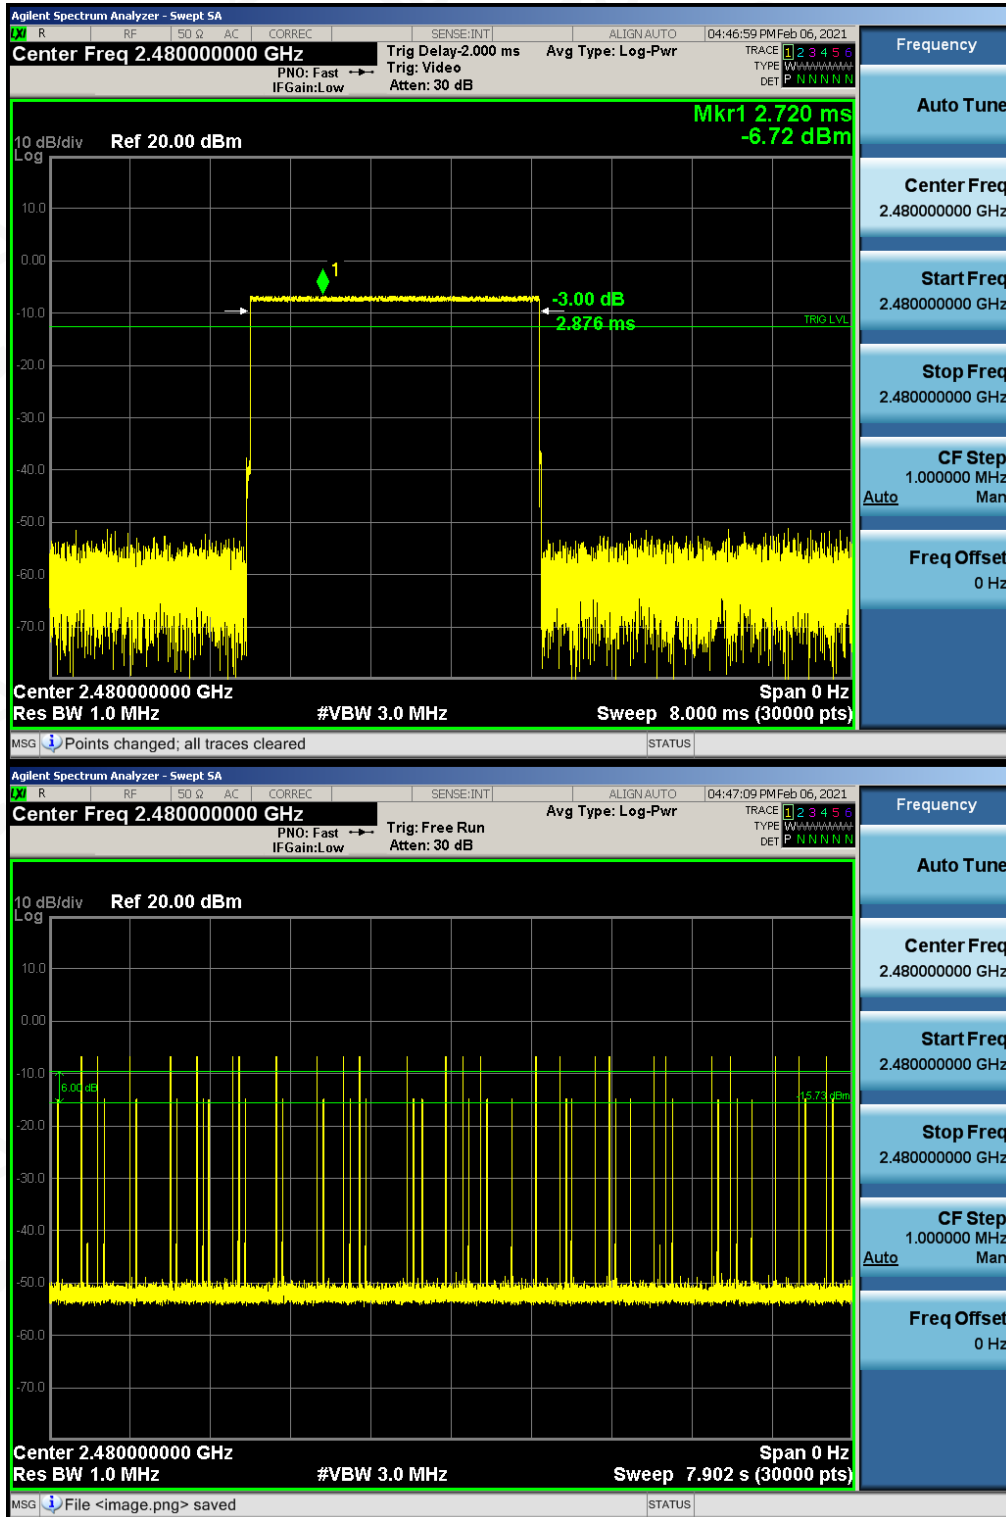 Agilent Spectrum Analyzer - Swept SA
LXI R RF 50 Ω AC CORREC SENSE:INT ALIGN AUTO 04:46:59 PM Feb 06, 2021
Center Freq 2.480000000 GHz
PNO: Fast
IFGain:Low
Trig Delay-2.000 ms
Trig: Video
Atten: 30 dB
Avg Type: Log-Pwr
TRACE 1 2 3 4 5 6
TYPE WWWWWW
DET P N N N N N
Mkr1 2.720 ms
-6.72 dBm
10 dB/div Ref 20.00 dBm
Log
10.0
0.00
-10.0
-20.0
-30.0
-40.0
-50.0
-60.0
-70.0
1
-3.00 dB
2.876 ms
TRIG LVL
Center 2.480000000 GHz Span 0 Hz
Res BW 1.0 MHz #VBW 3.0 MHz Sweep 8.000 ms (30000 pts)
MSG Points changed; all traces cleared STATUS
Frequency
Auto Tune
Center Freq
2.480000000 GHz
Start Freq
2.480000000 GHz
Stop Freq
2.480000000 GHz
CF Step
1.000000 MHz
Auto Man
Freq Offset
0 Hz
Agilent Spectrum Analyzer - Swept SA
LXI R RF 50 Ω AC CORREC SENSE:INT ALIGN AUTO 04:47:09 PM Feb 06, 2021
Center Freq 2.480000000 GHz
PNO: Fast
IFGain:Low
Trig: Free Run
Atten: 30 dB
Avg Type: Log-Pwr
TRACE 1 2 3 4 5 6
TYPE WWWWWW
DET P N N N N N
10 dB/div Ref 20.00 dBm
Log
10.0
0.00
-10.0
-20.0
-30.0
-40.0
-50.0
-60.0
-70.0
6.00 dB
-15.73 dBm
Center 2.480000000 GHz Span 0 Hz
Res BW 1.0 MHz #VBW 3.0 MHz Sweep 7.902 s (30000 pts)
MSG File <image.png> saved STATUS
Frequency
Auto Tune
Center Freq
2.480000000 GHz
Start Freq
2.480000000 GHz
Stop Freq
2.480000000 GHz
CF Step
1.000000 MHz
Auto Man
Freq Offset
0 Hz